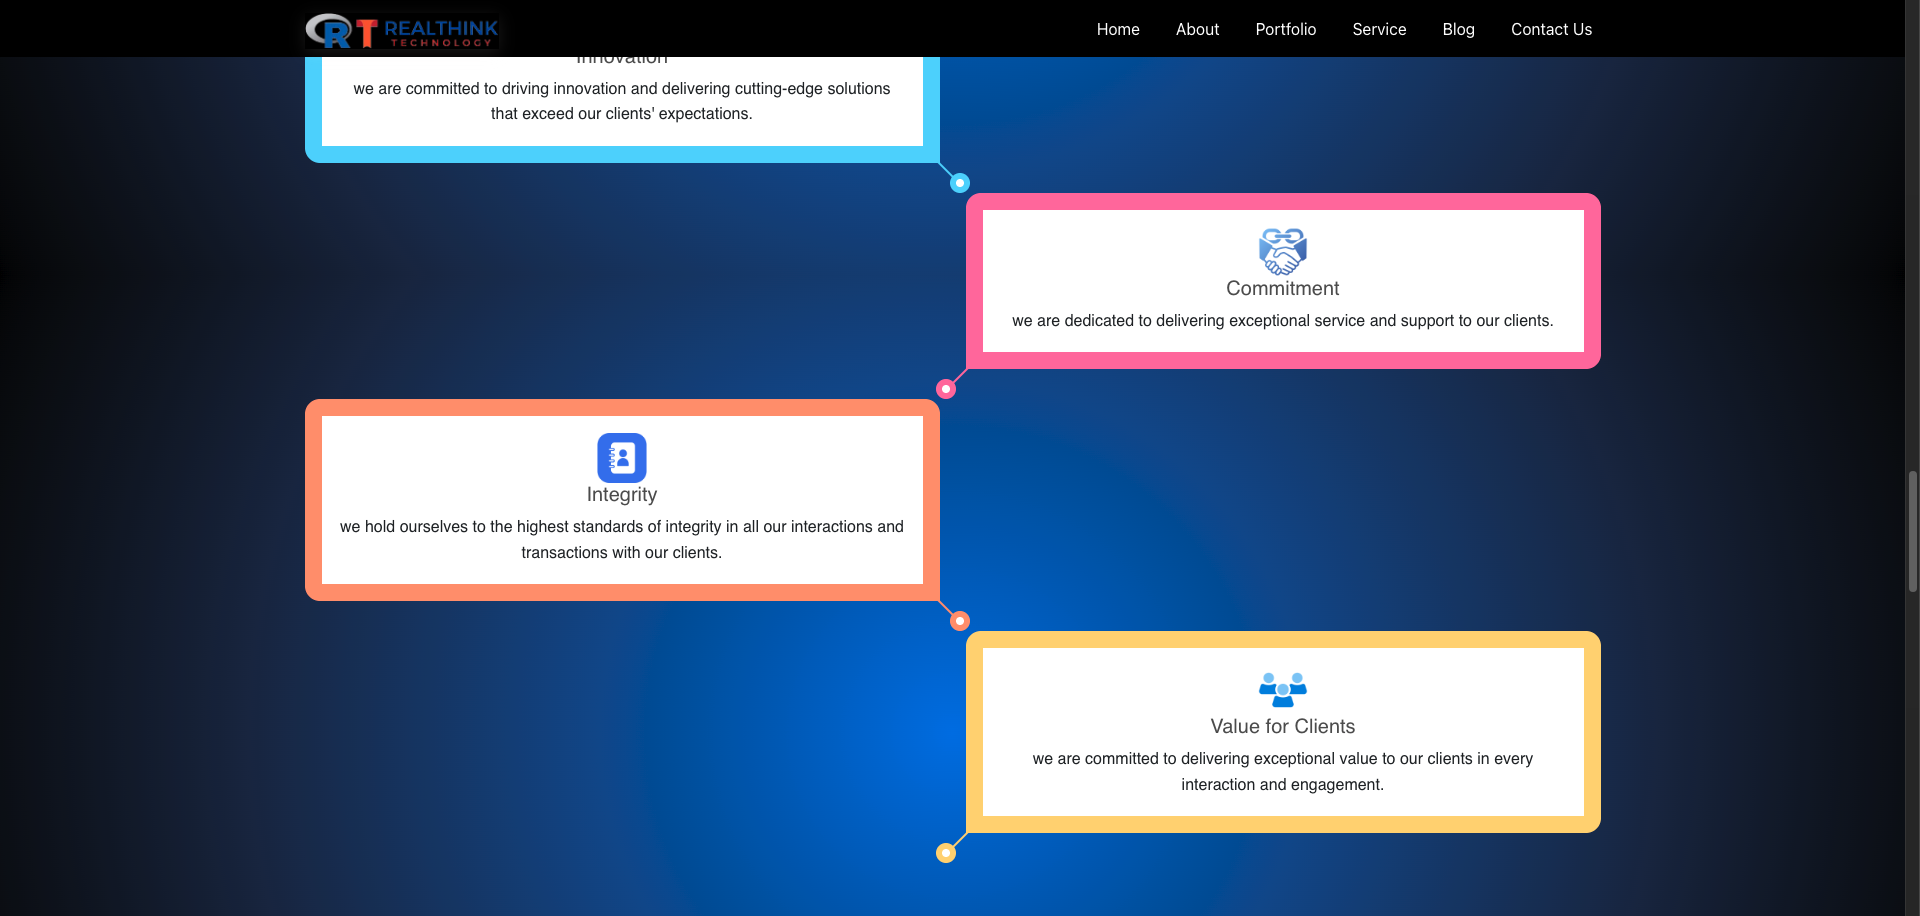 REALTHINK
TECHNOLOGY
Home About Portfolio Service Blog Contact Us
Innovation
we are committed to driving innovation and delivering cutting-edge solutions
that exceed our clients' expectations.
Commitment
we are dedicated to delivering exceptional service and support to our clients.
Integrity
we hold ourselves to the highest standards of integrity in all our interactions and
transactions with our clients.
Value for Clients
we are committed to delivering exceptional value to our clients in every
interaction and engagement.